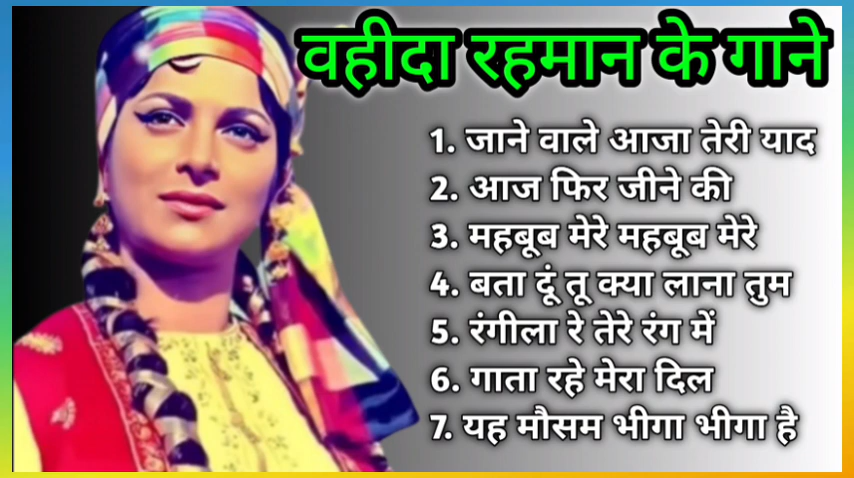 वहीदा रहमान के गाने
1. जाने वाले आजा तेरी याद
2. आज फिर जीने की
3. महबूब मेरे महबूब मेरे
4. बता दूं तू क्या लाना तुम
5. रंगीला रे तेरे रंग में
6. गाता रहे मेरा दिल
7. यह मौसम भीगा भीगा है